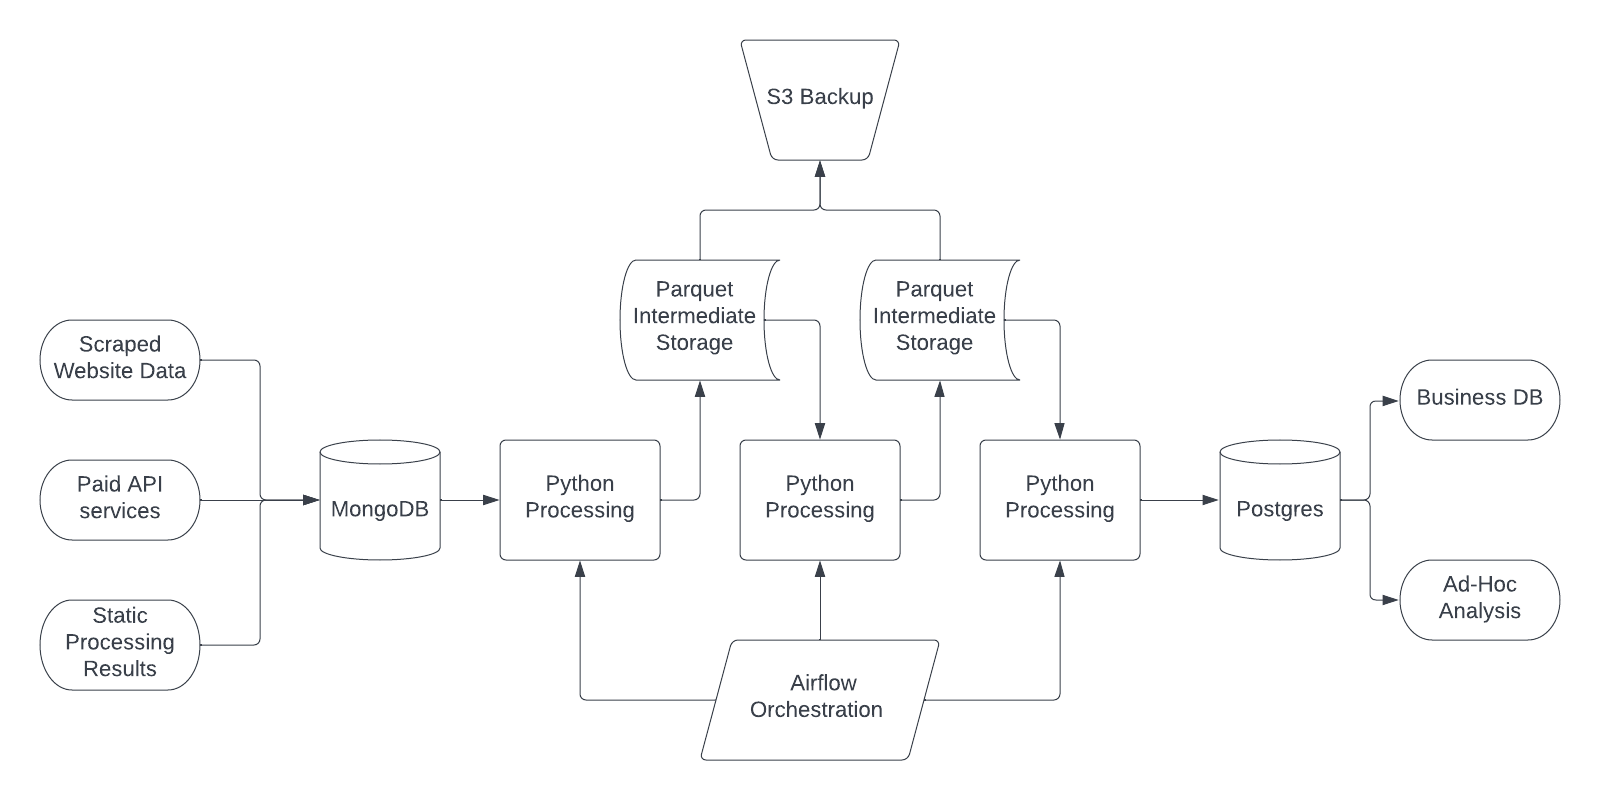 S3 Backup
Parquet
Intermediate
Storage
Parquet
Intermediate
Storage
Scraped
Website Data
Paid API
services
Static
Processing
Results
MongoDB
Python
Processing
Python
Processing
Python
Processing
Postgres
Business DB
Ad-Hoc
Analysis
Airflow
Orchestration